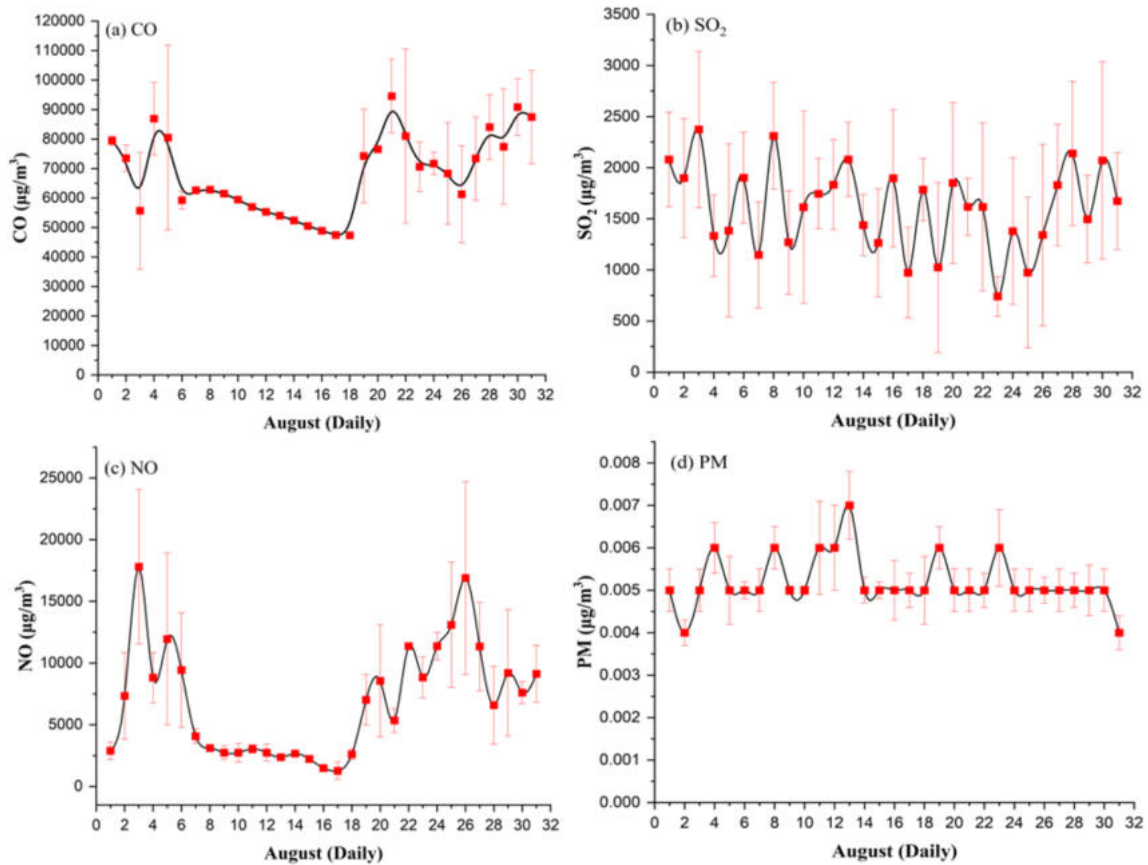 (a) CO
120000
110000
100000
90000
80000
70000
60000
50000
40000
30000
20000
10000
0
CO (µg/m³)
0 2 4 6 8 10 12 14 16 18 20 22 24 26 28 30 32
August (Daily)
(b) SO₂
3500
3000
2500
2000
1500
1000
500
0
SO₂ (µg/m³)
0 2 4 6 8 10 12 14 16 18 20 22 24 26 28 30 32
August (Daily)
(c) NO
25000
20000
15000
10000
5000
0
NO (µg/m³)
0 2 4 6 8 10 12 14 16 18 20 22 24 26 28 30 32
August (Daily)
(d) PM
0.008
0.007
0.006
0.005
0.004
0.003
0.002
0.001
0.000
PM (µg/m³)
0 2 4 6 8 10 12 14 16 18 20 22 24 26 28 30 32
August (Daily)